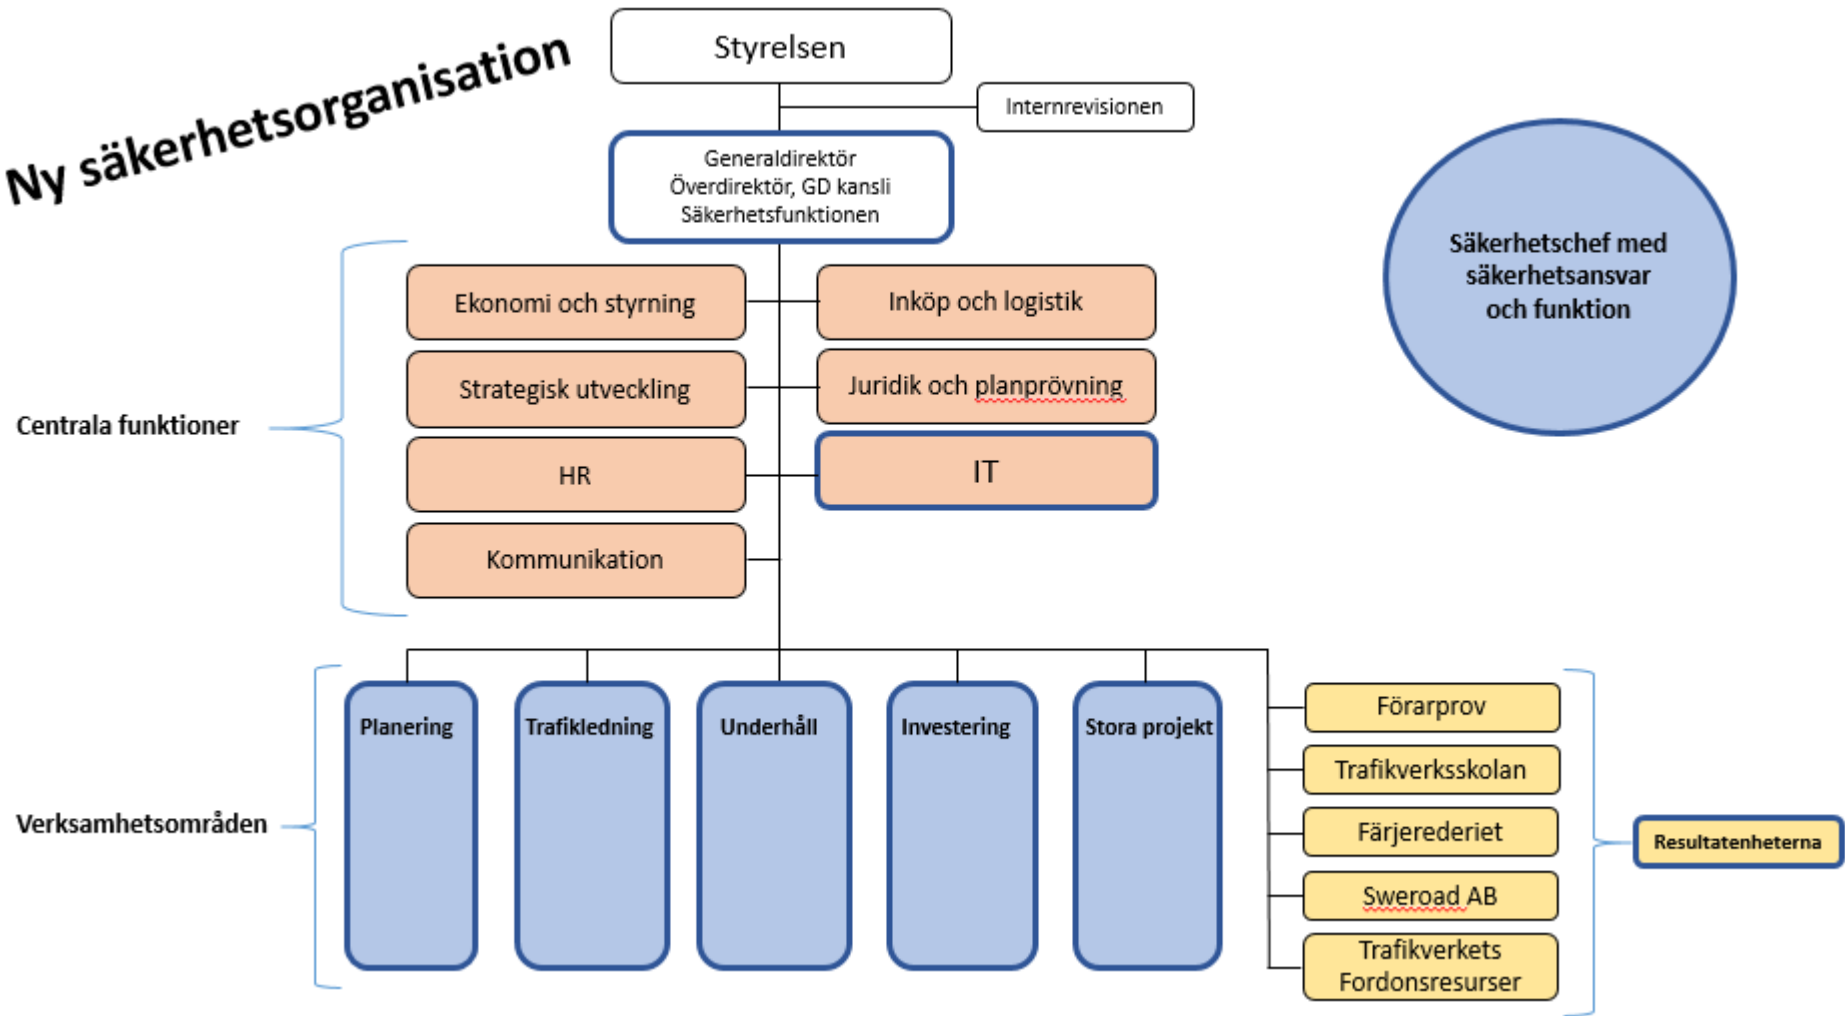 Ny säkerhetsorganisation
Styrelsen
Internrevisionen
Generaldirektör
Överdirektör, GD kansli
Säkerhetsfunktionen
Säkerhetschef med
säkerhetsansvar
och funktion
Centrala funktioner
Ekonomi och styrning
Inköp och logistik
Strategisk utveckling
Juridik och planprövning
HR
IT
Kommunikation
Verksamhetsområden
Planering
Trafikledning
Underhåll
Investering
Stora projekt
Förarprov
Trafikverksskolan
Färjerederiet
Sweroad AB
Trafikverkets
Fordonsresurser
Resultatenheterna